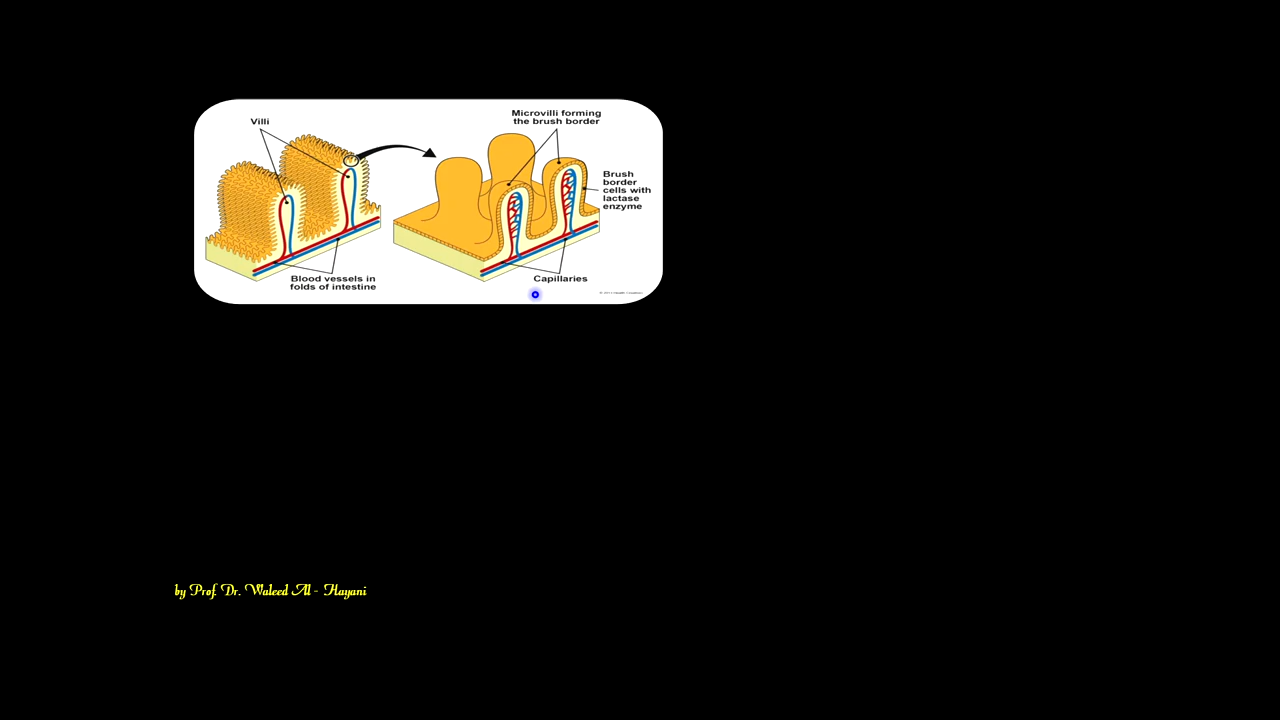 Villi
Microvilli forming
the brush border
Brush
border
cells with
lactase
enzyme
Blood vessels in
folds of intestine
Capillaries
by Prof. Dr. Waleed Al - Hayani